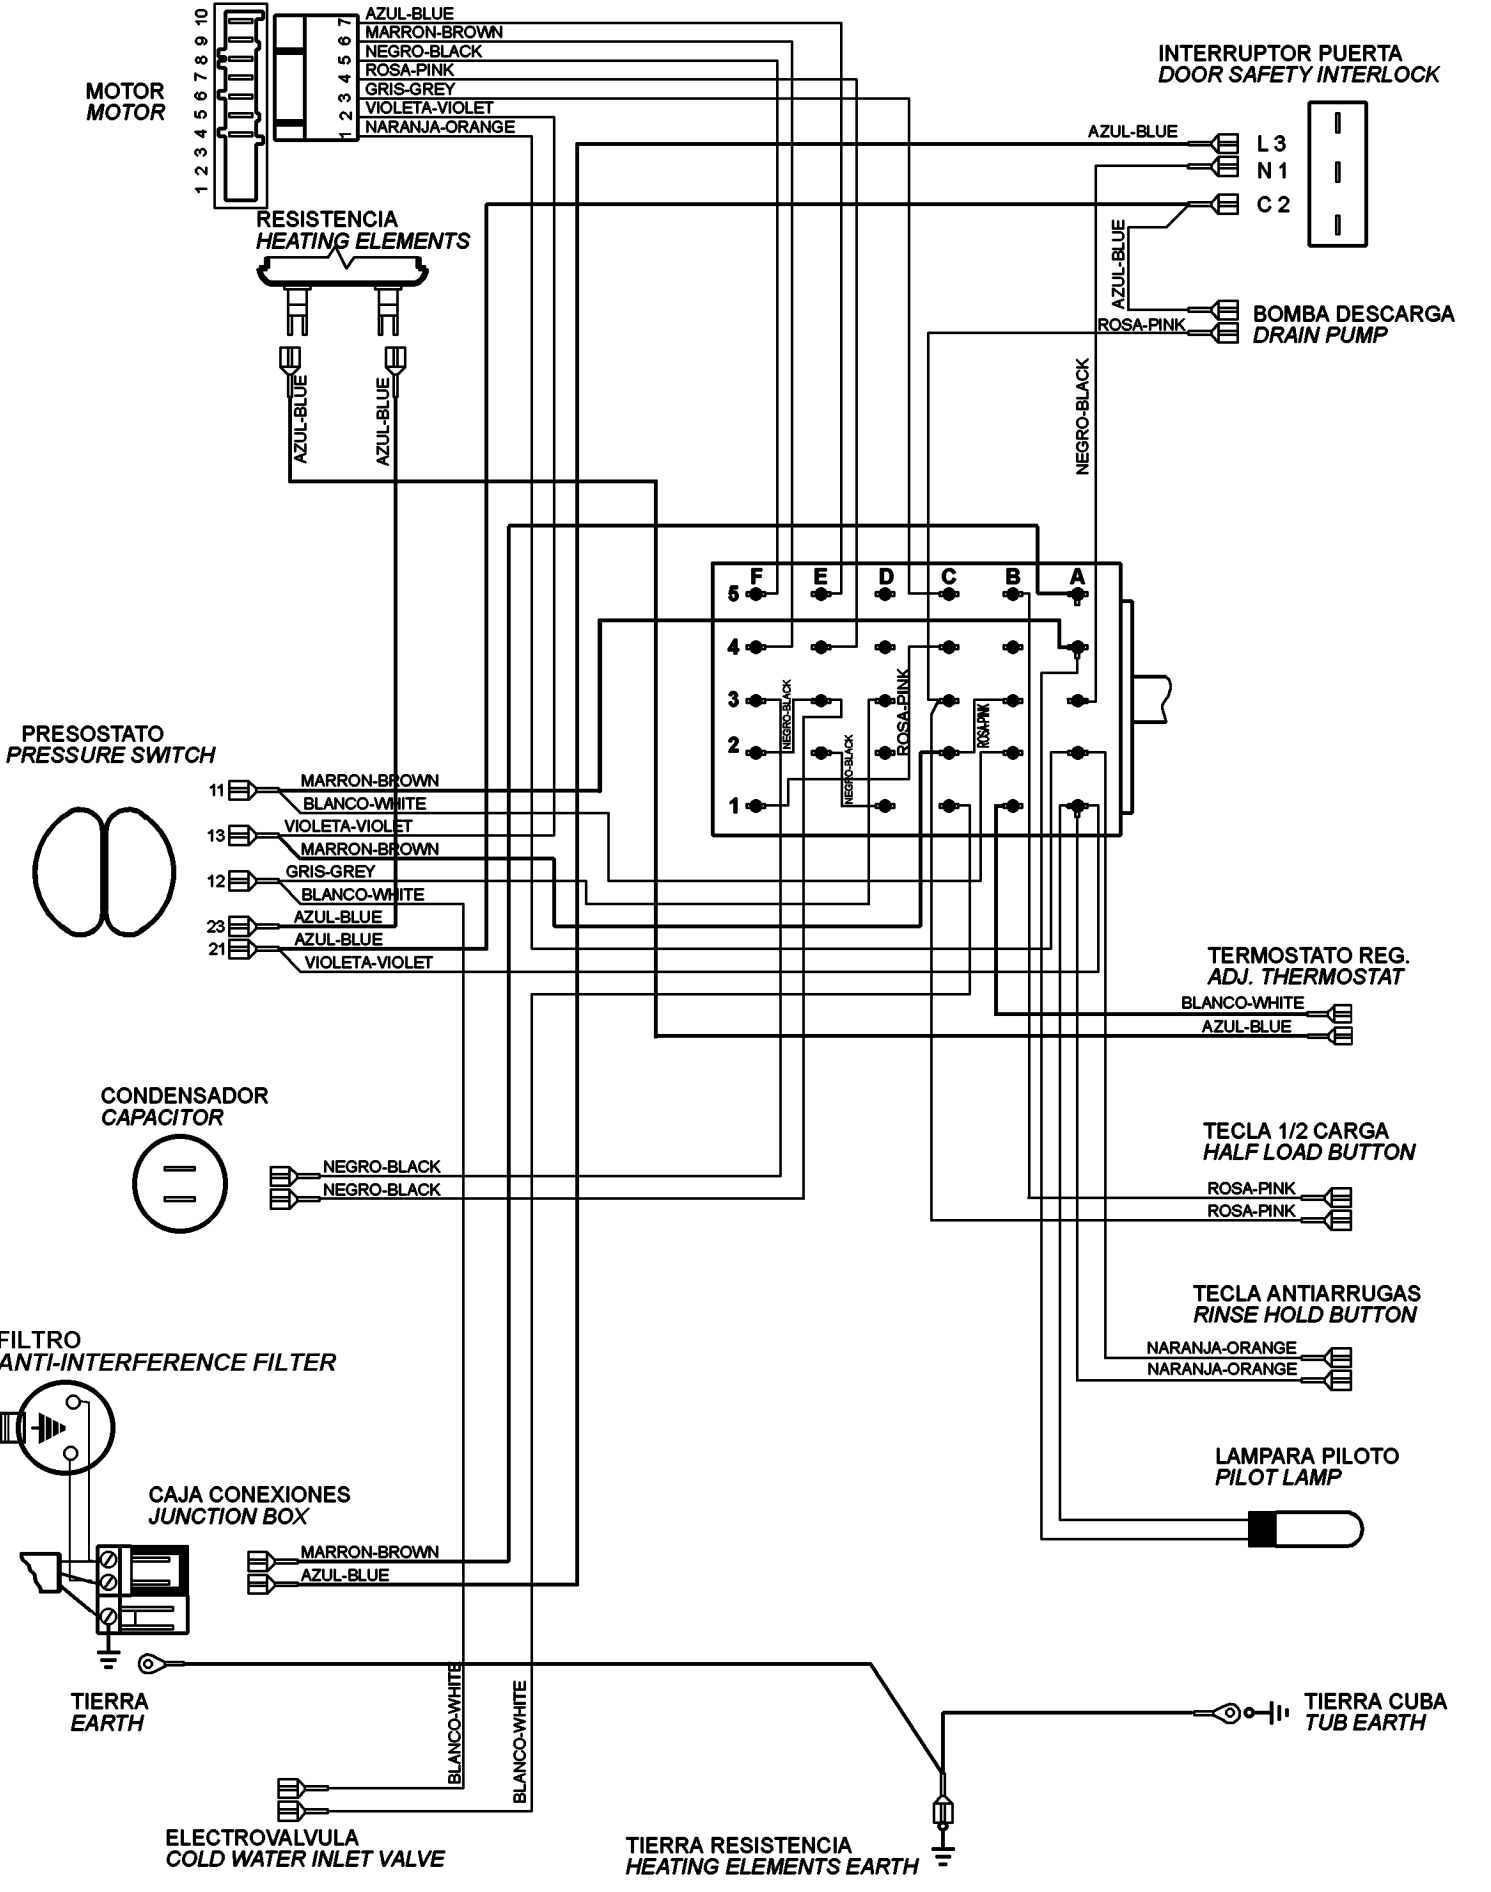 MOTOR
MOTOR
10
9
8
7
6
5
4
3
2
1
7
6
5
4
3
2
1
AZUL-BLUE
MARRON-BROWN
NEGRO-BLACK
ROSA-PINK
GRIS-GREY
VIOLETA-VIOLET
NARANJA-ORANGE
INTERRUPTOR PUERTA
DOOR SAFETY INTERLOCK
AZUL-BLUE
L 3
N 1
C 2
AZUL-BLUE
ROSA-PINK
BOMBA DESCARGA
DRAIN PUMP
NEGRO-BLACK
RESISTENCIA
HEATING ELEMENTS
AZUL-BLUE
AZUL-BLUE
F E D C B A
5
4
3
2
1
NEGRO-BLACK
NEGRO-BLACK
ROSA-PINK
ROSA-PINK
PRESOSTATO
PRESSURE SWITCH
11
MARRON-BROWN
BLANCO-WHITE
13
VIOLETA-VIOLET
MARRON-BROWN
12
GRIS-GREY
BLANCO-WHITE
23
AZUL-BLUE
21
AZUL-BLUE
VIOLETA-VIOLET
TERMOSTATO REG.
ADJ. THERMOSTAT
BLANCO-WHITE
AZUL-BLUE
CONDENSADOR
CAPACITOR
NEGRO-BLACK
NEGRO-BLACK
TECLA 1/2 CARGA
HALF LOAD BUTTON
ROSA-PINK
ROSA-PINK
TECLA ANTIARRUGAS
RINSE HOLD BUTTON
NARANJA-ORANGE
NARANJA-ORANGE
FILTRO
ANTI-INTERFERENCE FILTER
LAMPARA PILOTO
PILOT LAMP
CAJA CONEXIONES
JUNCTION BOX
MARRON-BROWN
AZUL-BLUE
TIERRA
EARTH
BLANCO-WHITE
BLANCO-WHITE
TIERRA CUBA
TUB EARTH
ELECTROVALVULA
COLD WATER INLET VALVE
TIERRA RESISTENCIA
HEATING ELEMENTS EARTH